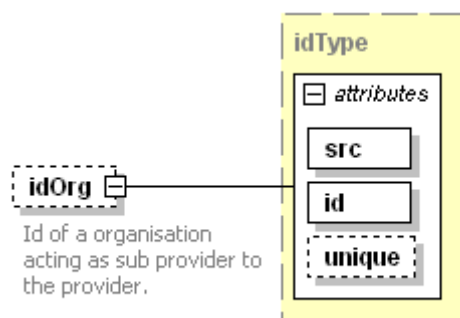 idType
attributes
src
idOrg
id
Id of a organisation
acting as sub provider to
the provider.
unique